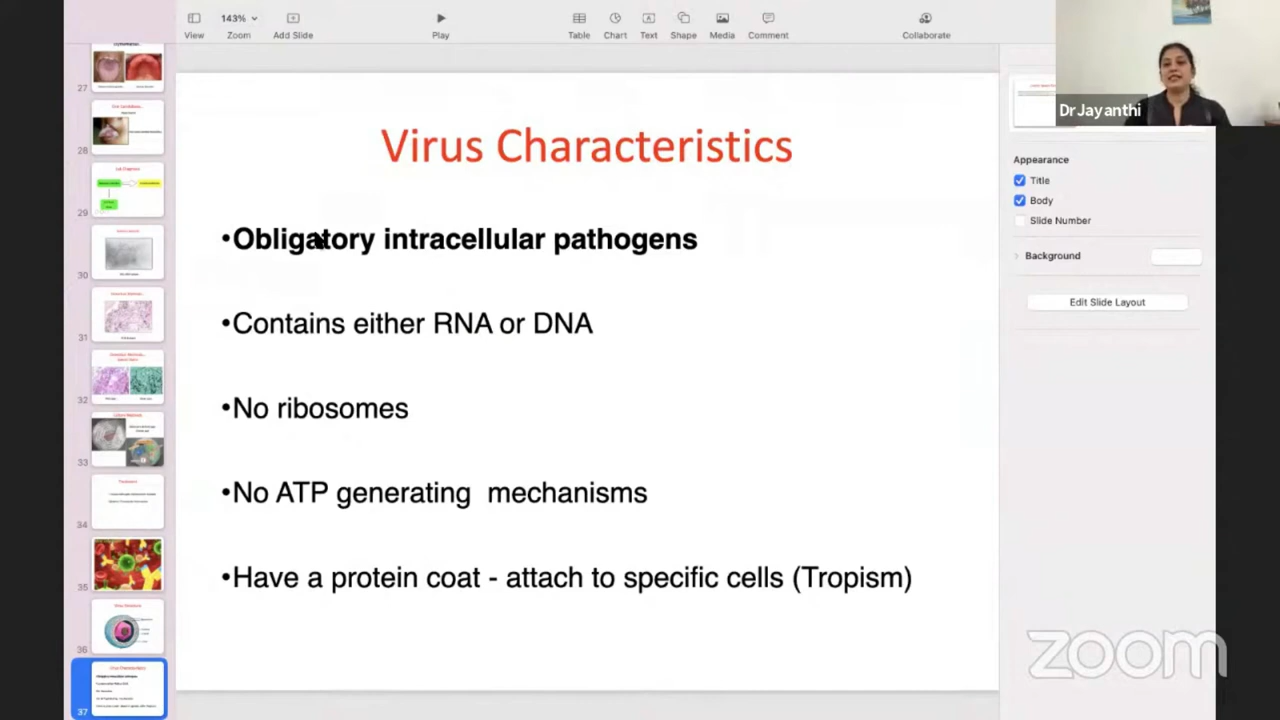 143%
View
Zoom
Add Slide
Play
Table
Chart
Text
Shape
Media
Comment
Collaborate
Dr Jayanthi
27
28
29
30
31
32
33
34
35
36
37
Virus Characteristics
•Obligatory intracellular pathogens
•Contains either RNA or DNA
•No ribosomes
•No ATP generating mechanisms
•Have a protein coat - attach to specific cells (Tropism)
Appearance
Title
Body
Slide Number
Background
Edit Slide Layout
zoom